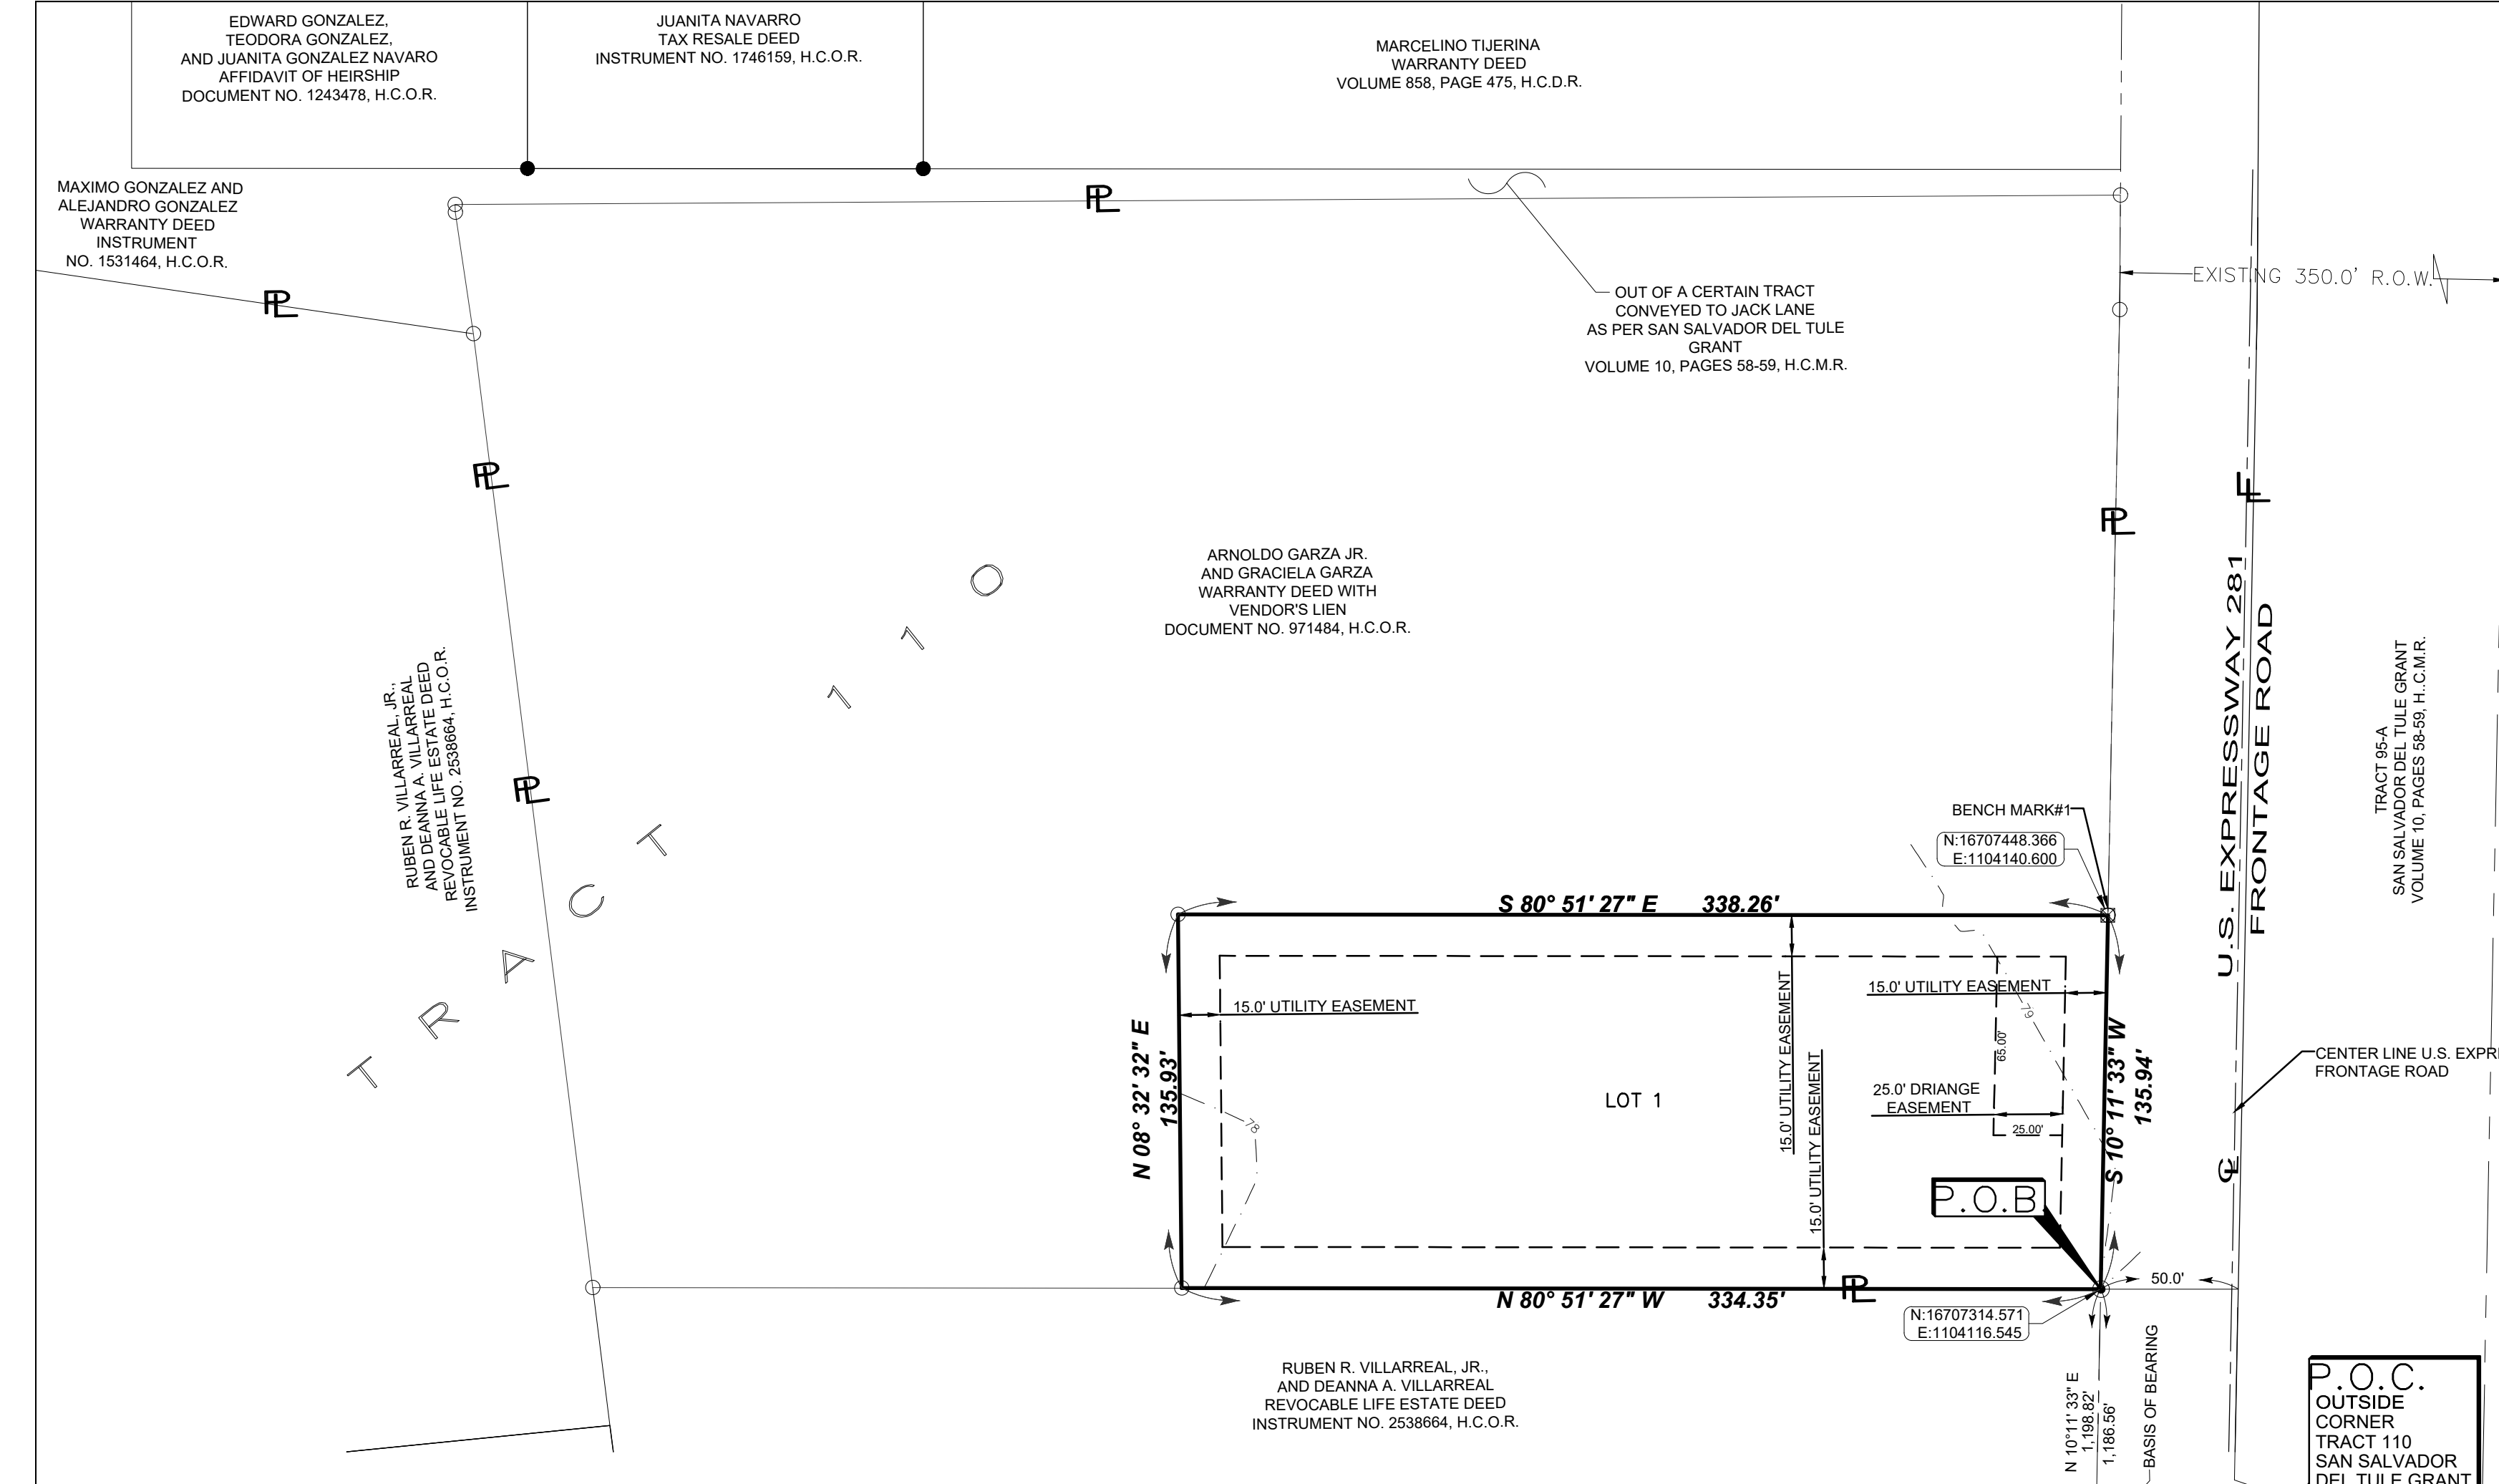 EDWARD GONZALEZ,
TEODORA GONZALEZ,
AND JUANITA GONZALEZ NAVARO
AFFIDAVIT OF HEIRSHIP
DOCUMENT NO. 1243478, H.C.O.R.
JUANITA NAVARRO
TAX RESALE DEED
INSTRUMENT NO. 1746159, H.C.O.R.
MARCELINO TIJERINA
WARRANTY DEED
VOLUME 858, PAGE 475, H.C.D.R.
MAXIMO GONZALEZ AND
ALEJANDRO GONZALEZ
WARRANTY DEED
INSTRUMENT
NO. 1531464, H.C.O.R.
PL
PL
EXISTING 350.0' R.O.W.
OUT OF A CERTAIN TRACT
CONVEYED TO JACK LANE
AS PER SAN SALVADOR DEL TULE
GRANT
VOLUME 10, PAGES 58-59, H.C.M.R.
PL
PL
PL
ARNOLDO GARZA JR.
AND GRACIELA GARZA
WARRANTY DEED WITH
VENDOR'S LIEN
DOCUMENT NO. 971484, H.C.O.R.
TRACT 110
RUBEN R. VILLARREAL, JR.,
AND DEANNA A. VILLARREAL
REVOCABLE LIFE ESTATE DEED
INSTRUMENT NO. 2538664, H.C.O.R.
U.S. EXPRESSWAY 281
FRONTAGE ROAD
TRACT 95-A
SAN SALVADOR DEL TULE GRANT
VOLUME 10, PAGES 58-59, H..C.M.R.
BENCH MARK#1
N:16707448.366
E:1104140.600
S 80° 51' 27" E 338.26'
15.0' UTILITY EASEMENT
15.0' UTILITY EASEMENT
15.0' UTILITY EASEMENT
15.0' UTILITY EASEMENT
N 08° 32' 32" E
135.93'
78
LOT 1
79
65.00'
25.0' DRIANGE
EASEMENT
25.00'
S 10° 11' 33" W
135.94'
CENTER LINE U.S. EXPR
FRONTAGE ROAD
CL
P.O.B
N 80° 51' 27" W 334.35'
PL
50.0'
N:16707314.571
E:1104116.545
RUBEN R. VILLARREAL, JR.,
AND DEANNA A. VILLARREAL
REVOCABLE LIFE ESTATE DEED
INSTRUMENT NO. 2538664, H.C.O.R.
N 10°11' 33" E
1,198.82'
1,186.56'
BASIS OF BEARING
P.O.C.
OUTSIDE
CORNER
TRACT 110
SAN SALVADOR
DEL TULE GRANT